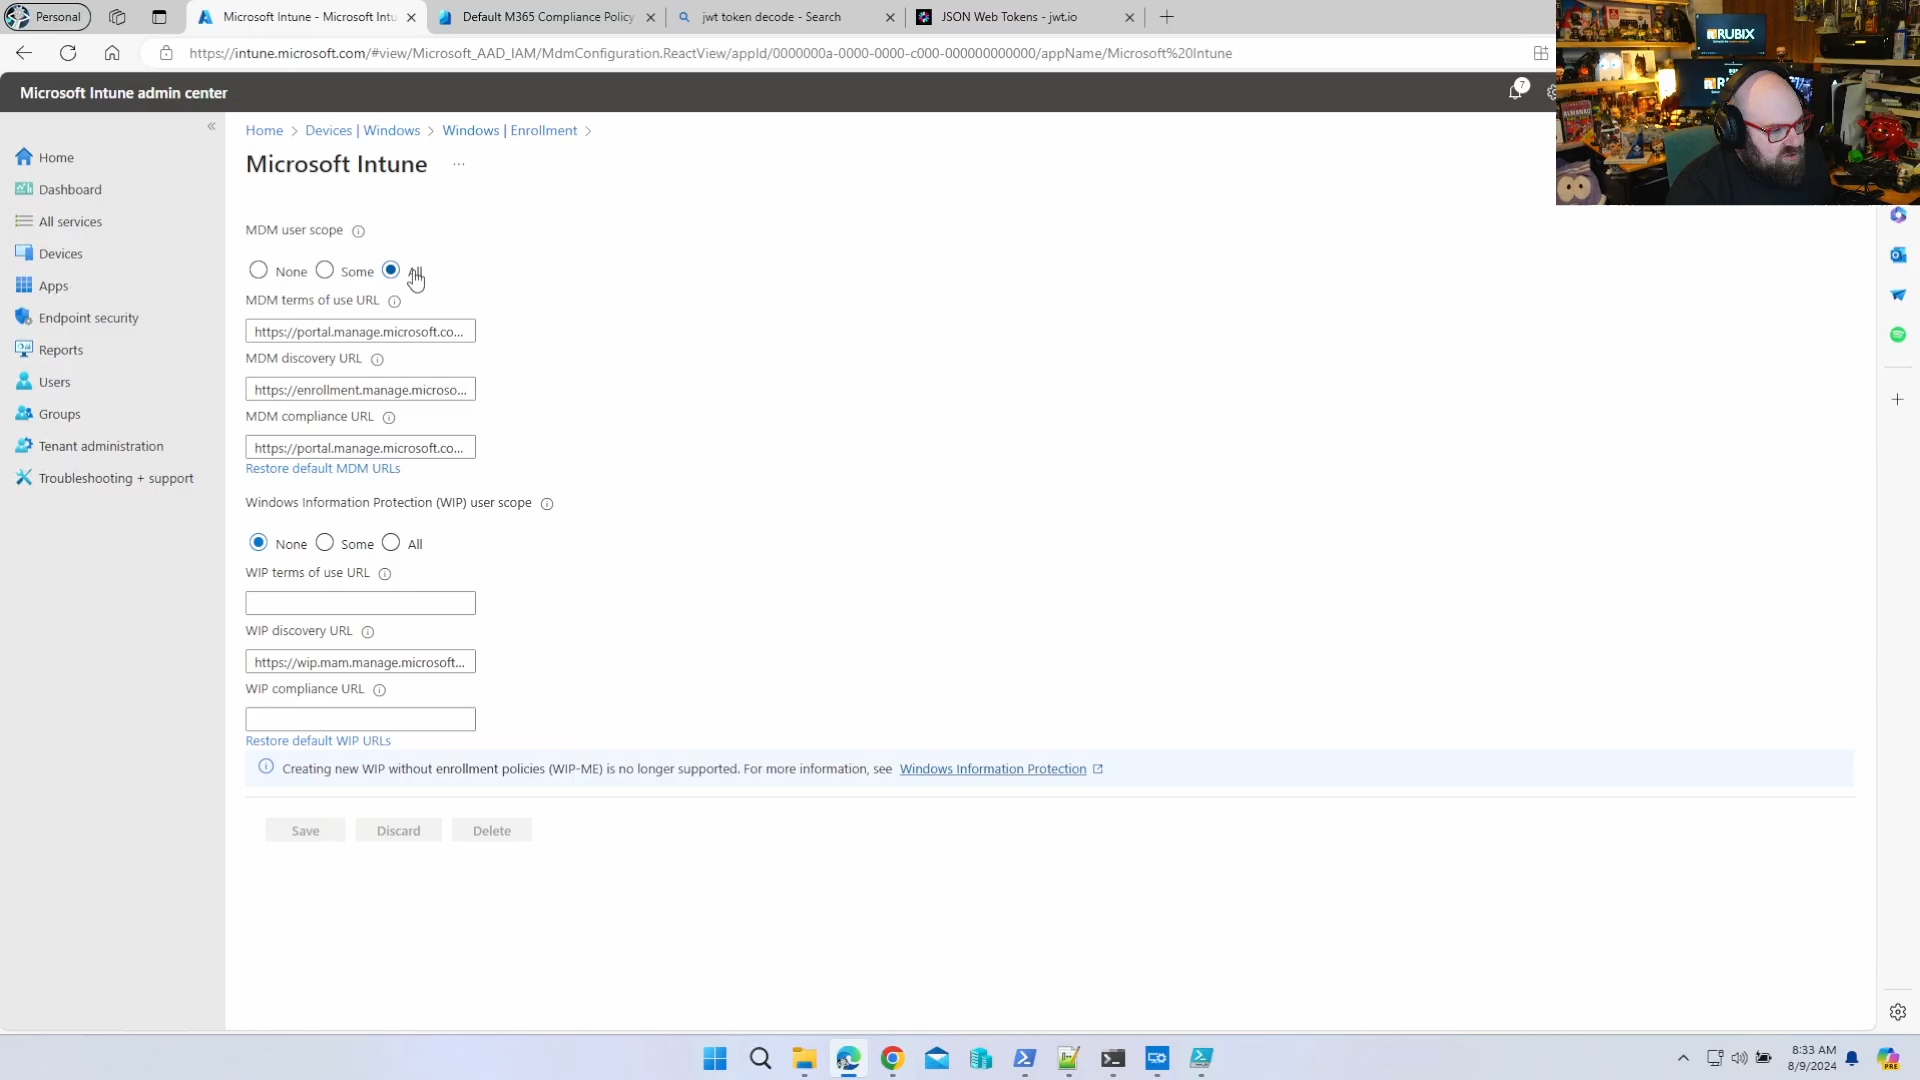 Personal
Microsoft Intune - Microsoft Intu
Default M365 Compliance Policy
jwt token decode - Search
JSON Web Tokens - jwt.io
https://intune.microsoft.com/#view/Microsoft_AAD_IAM/MdmConfiguration.ReactView/appId/0000000a-0000-0000-c000-000000000000/appName/Microsoft%20Intune
Microsoft Intune admin center
7
RUBIX
Home
Dashboard
All services
Devices
Apps
Endpoint security
Reports
Users
Groups
Tenant administration
Troubleshooting + support
Home > Devices | Windows > Windows | Enrollment >
Microsoft Intune ...
MDM user scope
None Some All
MDM terms of use URL
https://portal.manage.microsoft.co...
MDM discovery URL
https://enrollment.manage.microso...
MDM compliance URL
https://portal.manage.microsoft.co...
Restore default MDM URLs
Windows Information Protection (WIP) user scope
None Some All
WIP terms of use URL
WIP discovery URL
https://wip.mam.manage.microsoft...
WIP compliance URL
Restore default WIP URLs
Creating new WIP without enrollment policies (WIP-ME) is no longer supported. For more information, see Windows Information Protection
Save Discard Delete
8:33 AM
8/9/2024
PRE